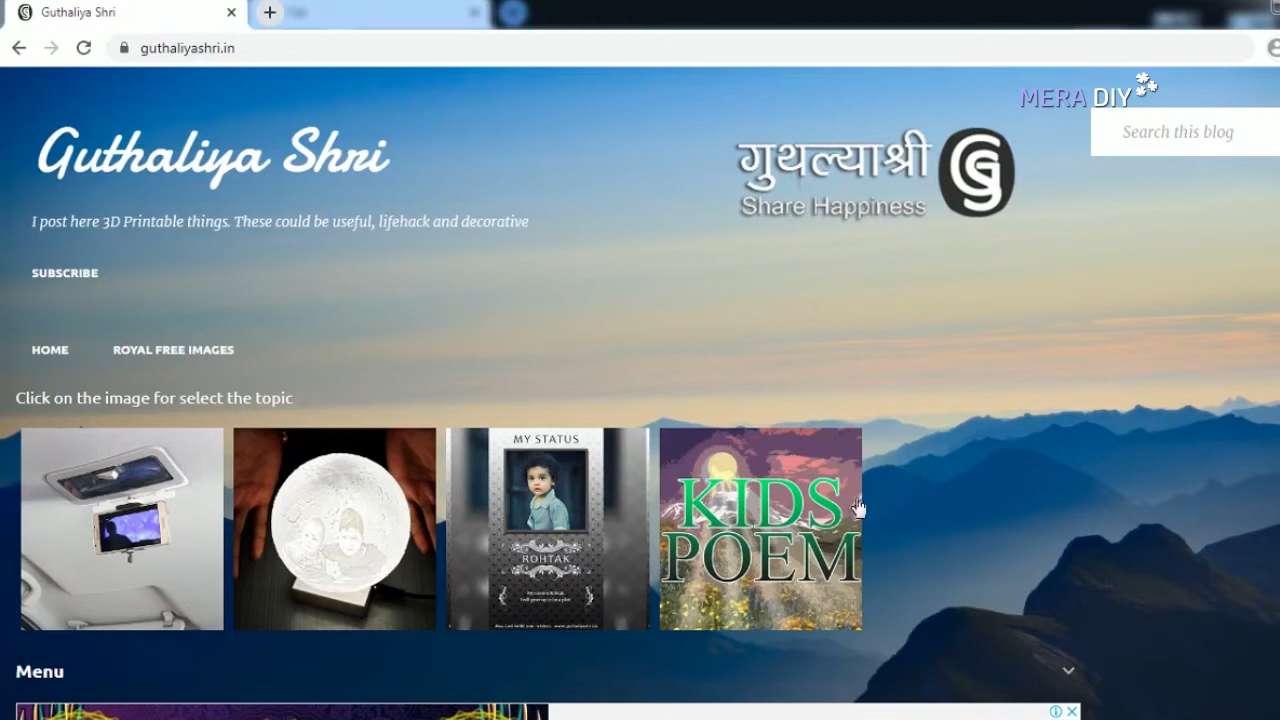 Guthaliya Shri
guthaliyashri.in
MERA DIY
Search this blog
Guthaliya Shri
गुथल्याश्री
Share Happiness
I post here 3D Printable things. These could be useful, lifehack and decorative
SUBSCRIBE
HOME
ROYAL FREE IMAGES
Click on the image for select the topic
MY STATUS
ROHTAK
KIDS
POEM
Menu